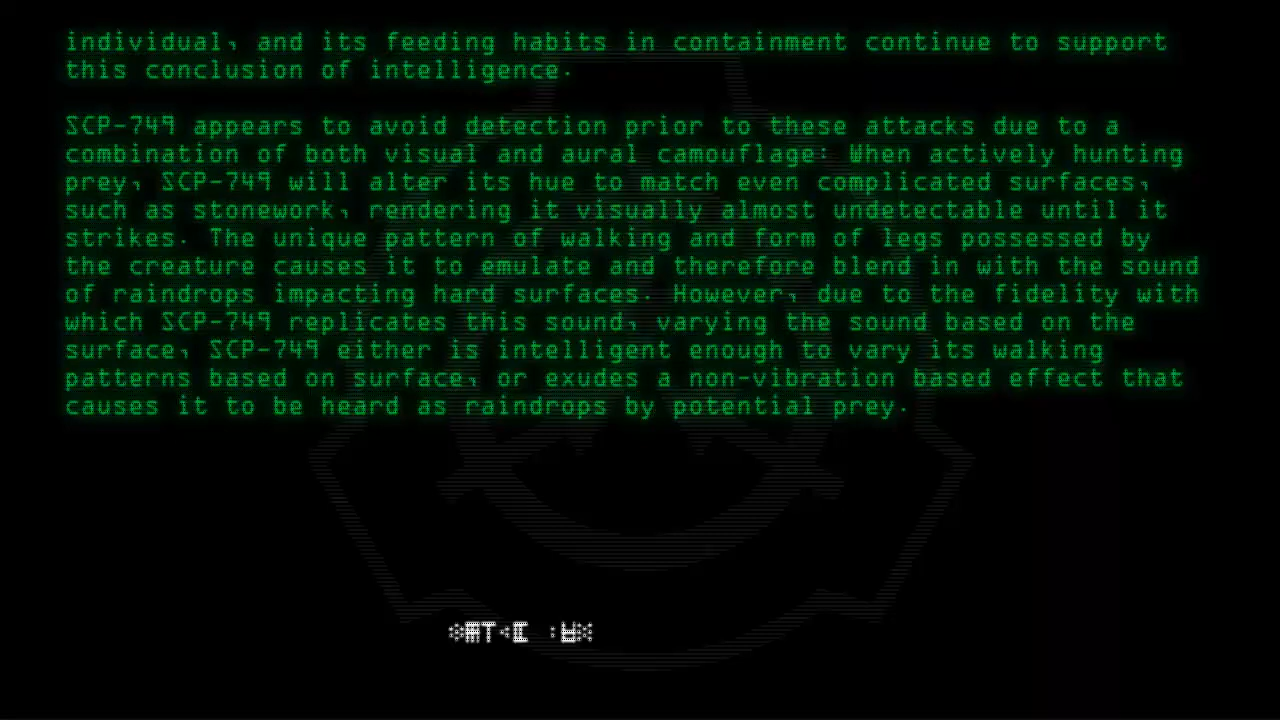 individual, and its feeding habits in containment continue to support
this conclusion of intelligence.
SCP-749 appears to avoid detection prior to these attacks due to a
combination of both visual and aural camouflage: When actively hunting
prey, SCP-749 will alter its hue to match even complicated surfaces,
such as stonework, rendering it visually almost undetectable until it
strikes. The unique pattern of walking and form of legs possessed by
the creature causes it to emulate and therefore blend in with the sound
of raindrops impacting hard surfaces. However, due to the fidelity with
which SCP-749 replicates this sound, varying the sound based on the
surface, SCP-749 either is intelligent enough to vary its walking
patterns based on surface, or exudes a non-vibration based effect that
causes it to be heard as raindrops by potential prey.